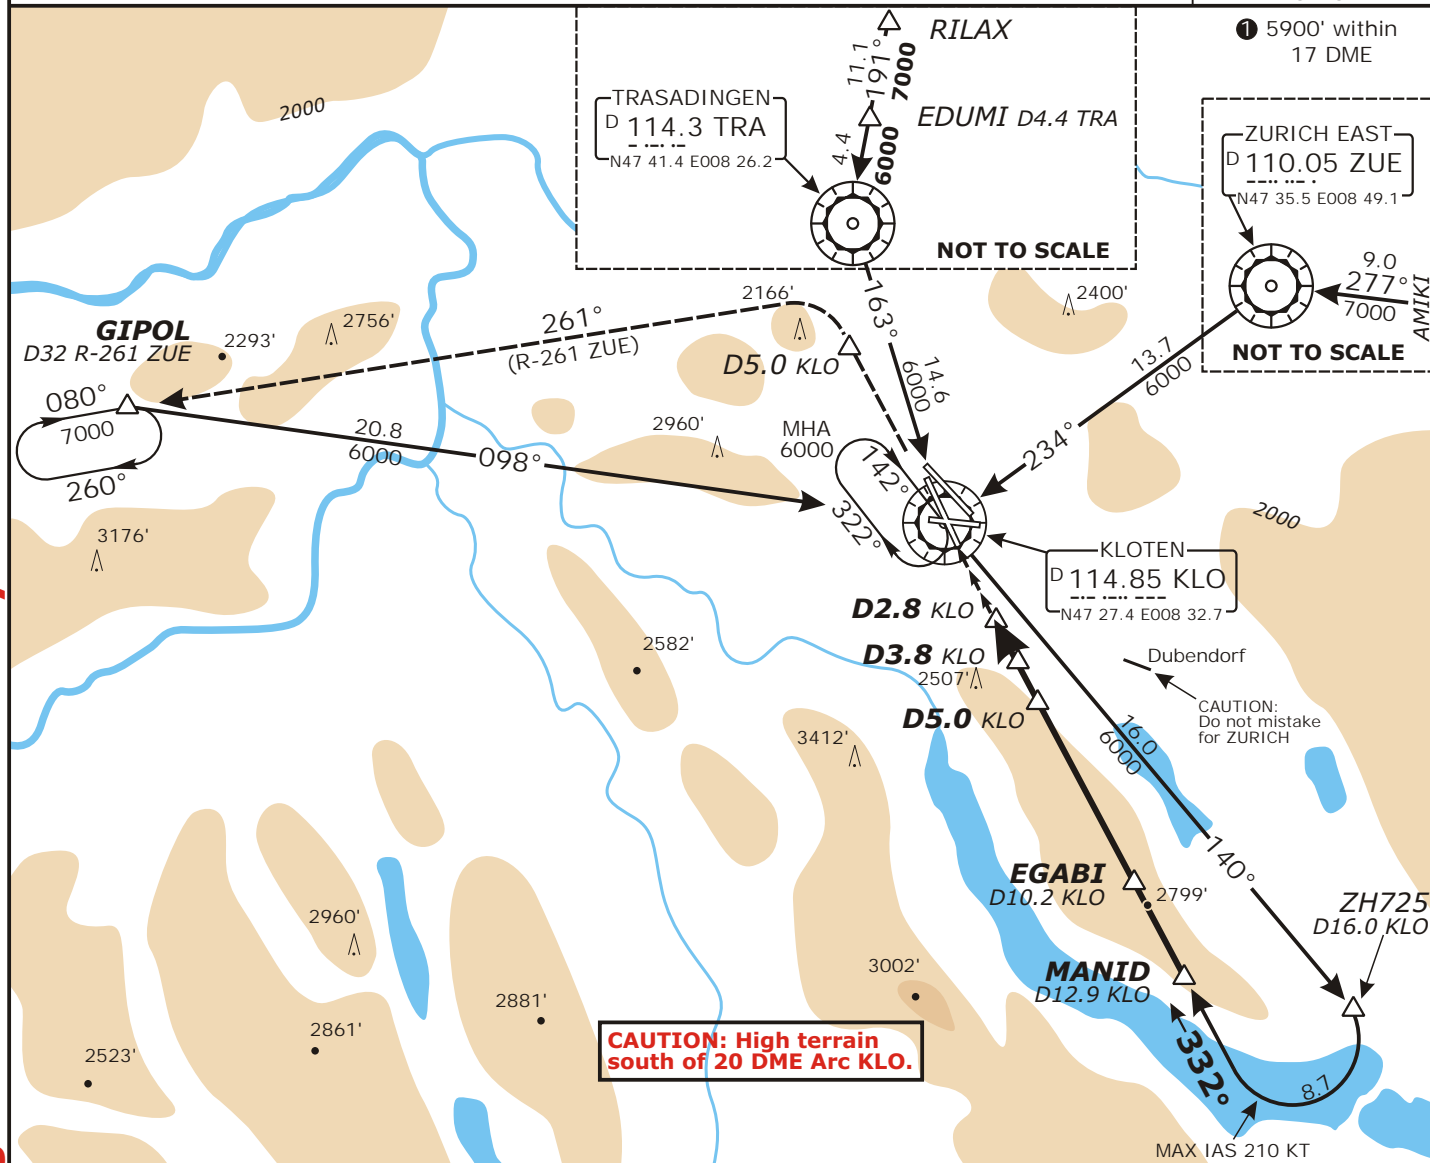 RILAX
❶ 5900' within
17 DME
11.1
191°
7000
TRASADINGEN
D 114.3 TRA
N47 41.4 E008 26.2
EDUMI D4.4 TRA
4.4
6000
NOT TO SCALE
ZURICH EAST
D 110.05 ZUE
N47 35.5 E008 49.1
9.0
277°
7000
AMIKI
NOT TO SCALE
2000
GIPOL
D32 R-261 ZUE
2293'
2756'
261°
(R-261 ZUE)
2166'
D5.0 KLO
163°
14.6
6000
2400'
13.7
6000
234°
080°
7000
260°
20.8
6000
098°
2960'
MHA
6000
142°
322°
3176'
2000
KLOTEN
D 114.85 KLO
N47 27.4 E008 32.7
D2.8 KLO
D3.8 KLO
2507'
D5.0 KLO
2582'
Dubendorf
CAUTION:
Do not mistake
for ZURICH
16.0
6000
3412'
140°
EGABI
D10.2 KLO
2799'
ZH725
D16.0 KLO
MANID
D12.9 KLO
2960'
3002'
2881'
2861'
2523'
CAUTION: High terrain
south of 20 DME Arc KLO.
332°
8.7
MAX IAS 210 KT